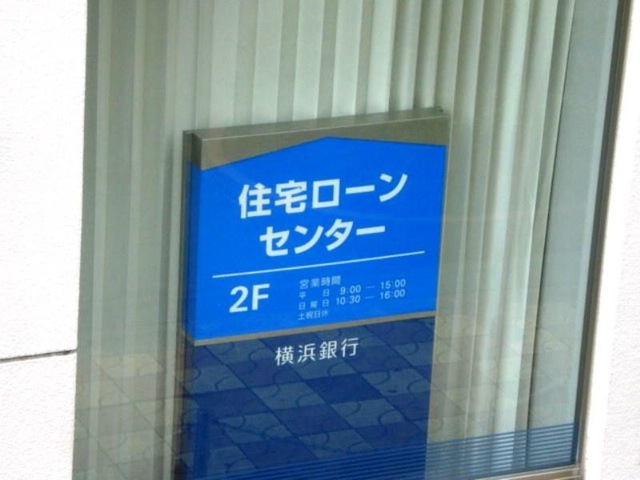 住宅ローン
センター
2F
営業時間
平日 9:00 — 15:00
日曜日 10:30 — 16:00
土祝日休
横浜銀行